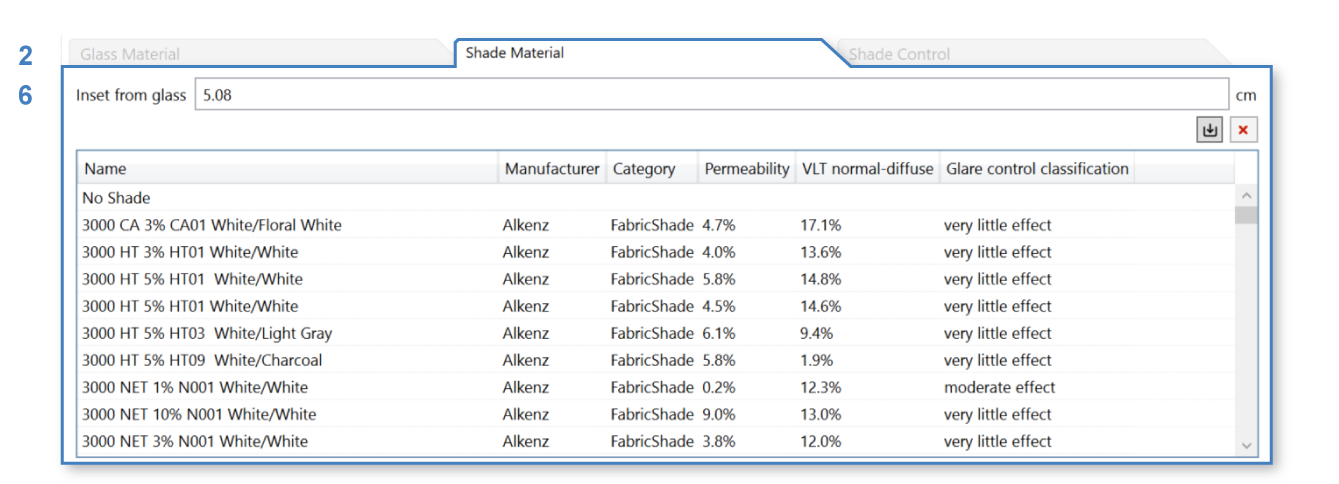 2 Glass Material Shade Material Shade Control
6 Inset from glass 5.08 cm
Name Manufacturer Category Permeability VLT normal-diffuse Glare control classification
No Shade
3000 CA 3% CA01 White/Floral White Alkenz FabricShade 4.7% 17.1% very little effect
3000 HT 3% HT01 White/White Alkenz FabricShade 4.0% 13.6% very little effect
3000 HT 5% HT01  White/White Alkenz FabricShade 5.8% 14.8% very little effect
3000 HT 5% HT01 White/White Alkenz FabricShade 4.5% 14.6% very little effect
3000 HT 5% HT03  White/Light Gray Alkenz FabricShade 6.1% 9.4% very little effect
3000 HT 5% HT09  White/Charcoal Alkenz FabricShade 5.8% 1.9% very little effect
3000 NET 1% N001 White/White Alkenz FabricShade 0.2% 12.3% moderate effect
3000 NET 10% N001 White/White Alkenz FabricShade 9.0% 13.0% very little effect
3000 NET 3% N001 White/White Alkenz FabricShade 3.8% 12.0% very little effect